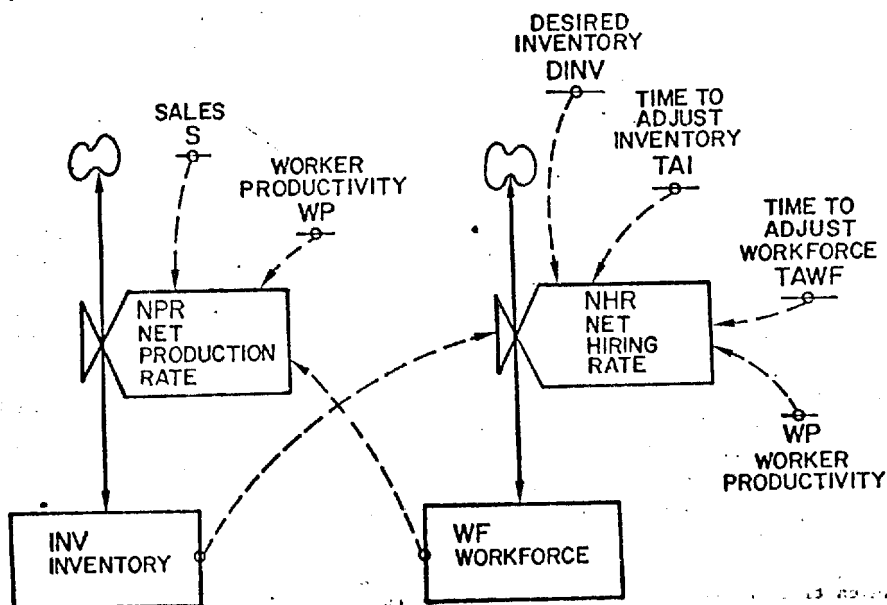 DESIRED
INVENTORY
DINV
SALES
S
TIME TO
ADJUST
INVENTORY
TAI
WORKER
PRODUCTIVITY
WP
TIME TO
ADJUST
WORKFORCE
TAWF
NPR
NET
PRODUCTION
RATE
NHR
NET
HIRING
RATE
WP
WORKER
PRODUCTIVITY
INV
INVENTORY
WF
WORKFORCE